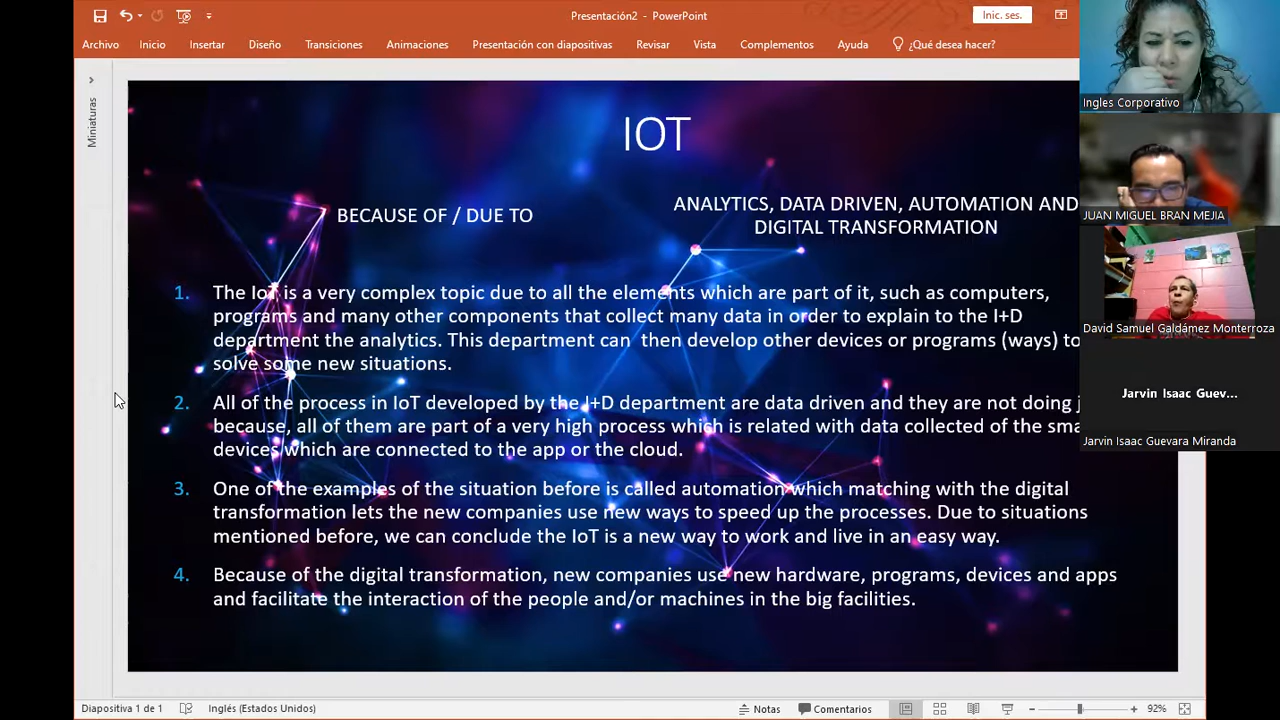 Presentación2 - PowerPoint
Inic. ses.
Archivo Inicio Insertar Diseño Transiciones Animaciones Presentación con diapositivas Revisar Vista Complementos Ayuda ¿Qué desea hacer?
Miniaturas
IOT
BECAUSE OF / DUE TO
ANALYTICS, DATA DRIVEN, AUTOMATION AND
DIGITAL TRANSFORMATION
1. The IoT is a very complex topic due to all the elements which are part of it, such as computers,
programs and many other components that collect many data in order to explain to the I+D
department the analytics. This department can then develop other devices or programs (ways) to
solve some new situations.
2. All of the process in IoT developed by the I+D department are data driven and they are not doing
because, all of them are part of a very high process which is related with data collected of the
devices which are connected to the app or the cloud.
3. One of the examples of the situation before is called automation which matching with the digital
transformation lets the new companies use new ways to speed up the processes. Due to situations
mentioned before, we can conclude the IoT is a new way to work and live in an easy way.
4. Because of the digital transformation, new companies use new hardware, programs, devices and apps
and facilitate the interaction of the people and/or machines in the big facilities.
Ingles Corporativo
JUAN MIGUEL BRAN MEJIA
David Samuel Galdámez Monterroza
Jarvin Isaac Guev...
Jarvin Isaac Guevara Miranda
Diapositiva 1 de 1 Inglés (Estados Unidos) Notas Comentarios 92%